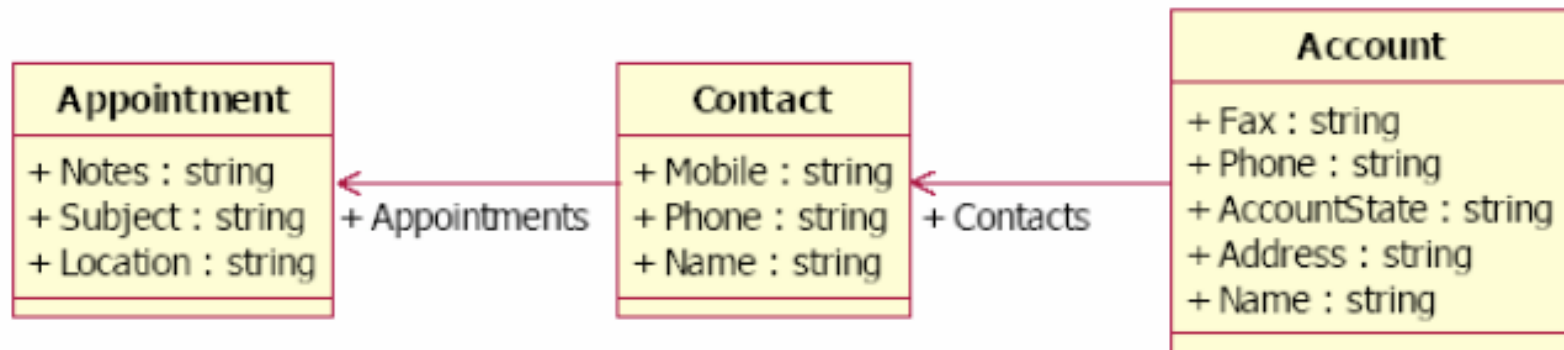 Appointment
+ Notes : string
+ Subject : string
+ Location : string
+ Appointments
Contact
+ Mobile : string
+ Phone : string
+ Name : string
+ Contacts
Account
+ Fax : string
+ Phone : string
+ AccountState : string
+ Address : string
+ Name : string